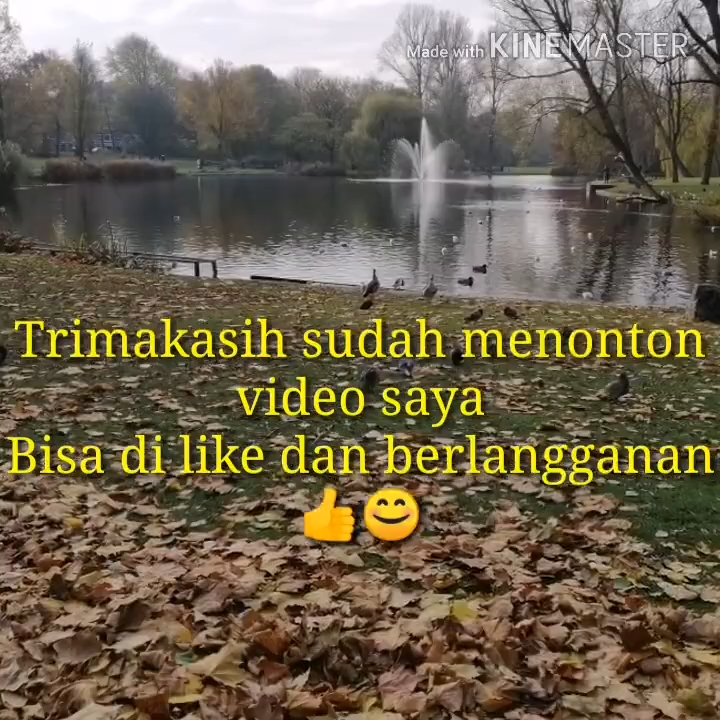 Made with KINEMASTER
Trimakasih sudah menonton
video saya
Bisa di like dan berlangganan
👍😊